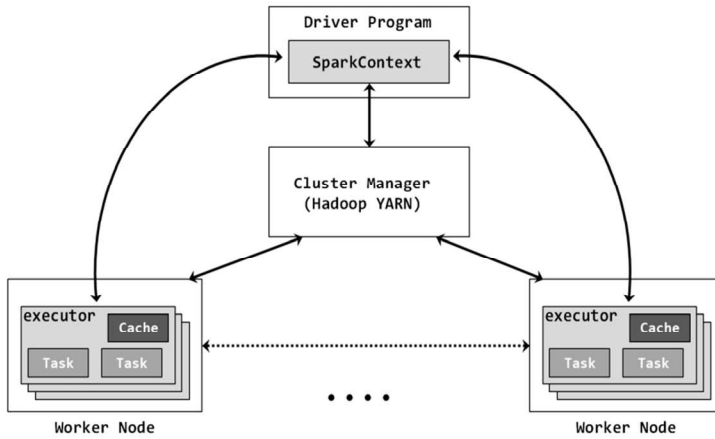 Driver Program
SparkContext
Cluster Manager
(Hadoop YARN)
executor
Cache
Task Task
Worker Node
executor
Cache
Task Task
Worker Node